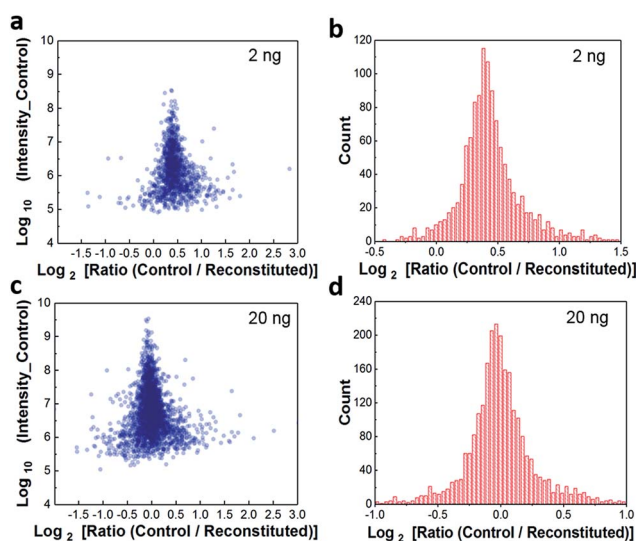 a
2 ng
10
9
8
7
6
5
4
-1.5 -1.0 -0.5 0.0 0.5 1.0 1.5 2.0 2.5 3.0
Log 10 (Intensity_Control)
Log 2 [Ratio (Control / Reconstituted)]
b
2 ng
120
100
80
60
40
20
0
-0.5 0.0 0.5 1.0 1.5
Count
Log 2 [Ratio (Control / Reconstituted)]
c
20 ng
10
9
8
7
6
5
4
-1.5 -1.0 -0.5 0.0 0.5 1.0 1.5 2.0 2.5 3.0
Log 10 (Intensity_Control)
Log 2 [Ratio (Control / Reconstituted)]
d
20 ng
240
200
160
120
80
40
0
-1.0 -0.5 0.0 0.5 1.0
Count
Log 2 [Ratio (Control / Reconstituted)]